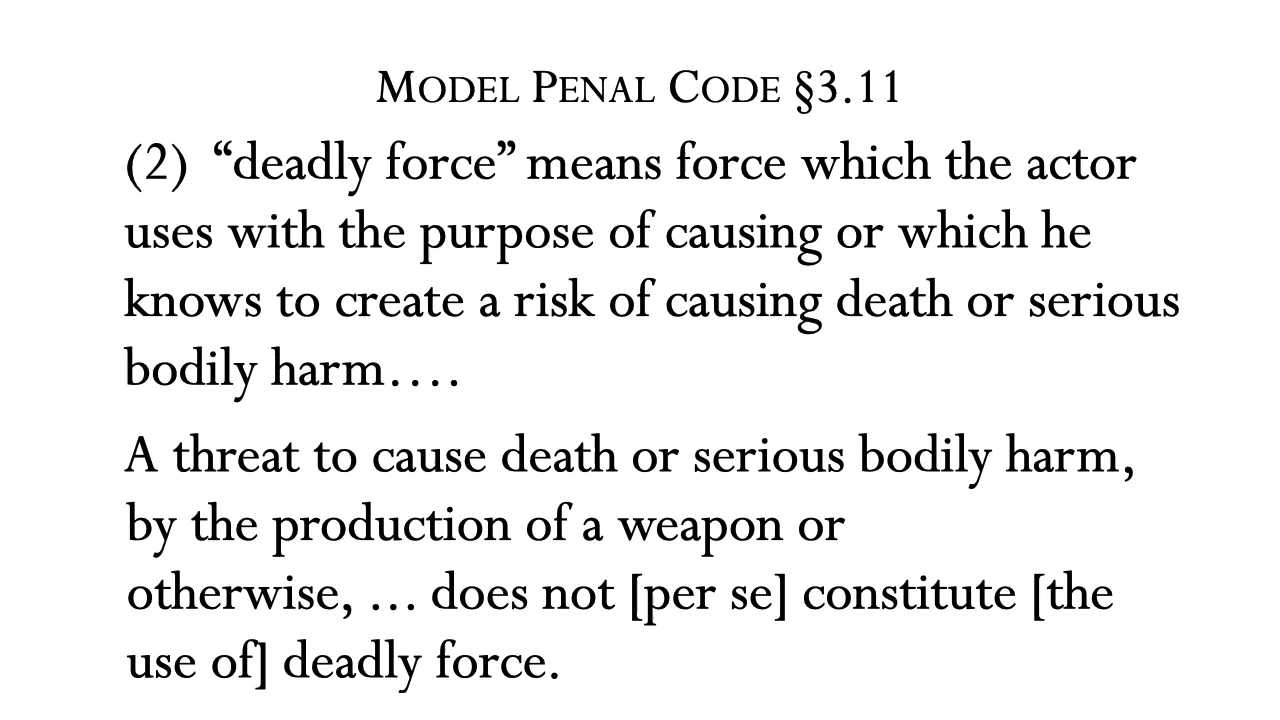 MODEL PENAL CODE §3.11
(2) “deadly force” means force which the actor
uses with the purpose of causing or which he
knows to create a risk of causing death or serious
bodily harm….
A threat to cause death or serious bodily harm,
by the production of a weapon or
otherwise, … does not [per se] constitute [the
use of] deadly force.